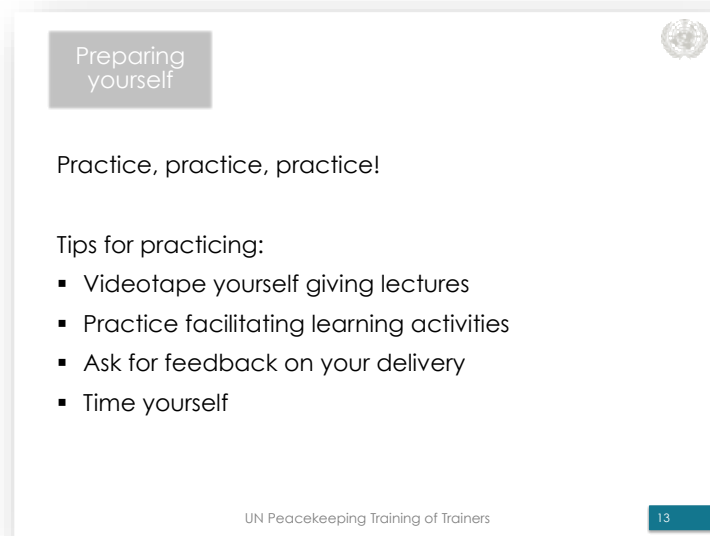 Preparing
yourself
Practice, practice, practice!
Tips for practicing:
▪ Videotape yourself giving lectures
▪ Practice facilitating learning activities
▪ Ask for feedback on your delivery
▪ Time yourself
UN Peacekeeping Training of Trainers
13